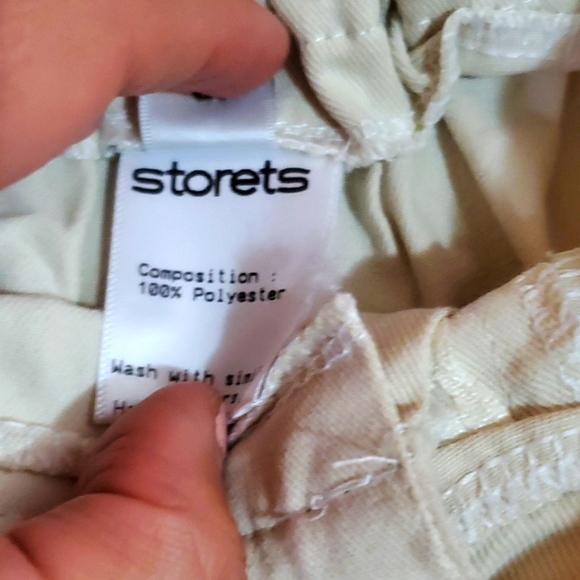 storets
Composition :
100% Polyester
Wash with